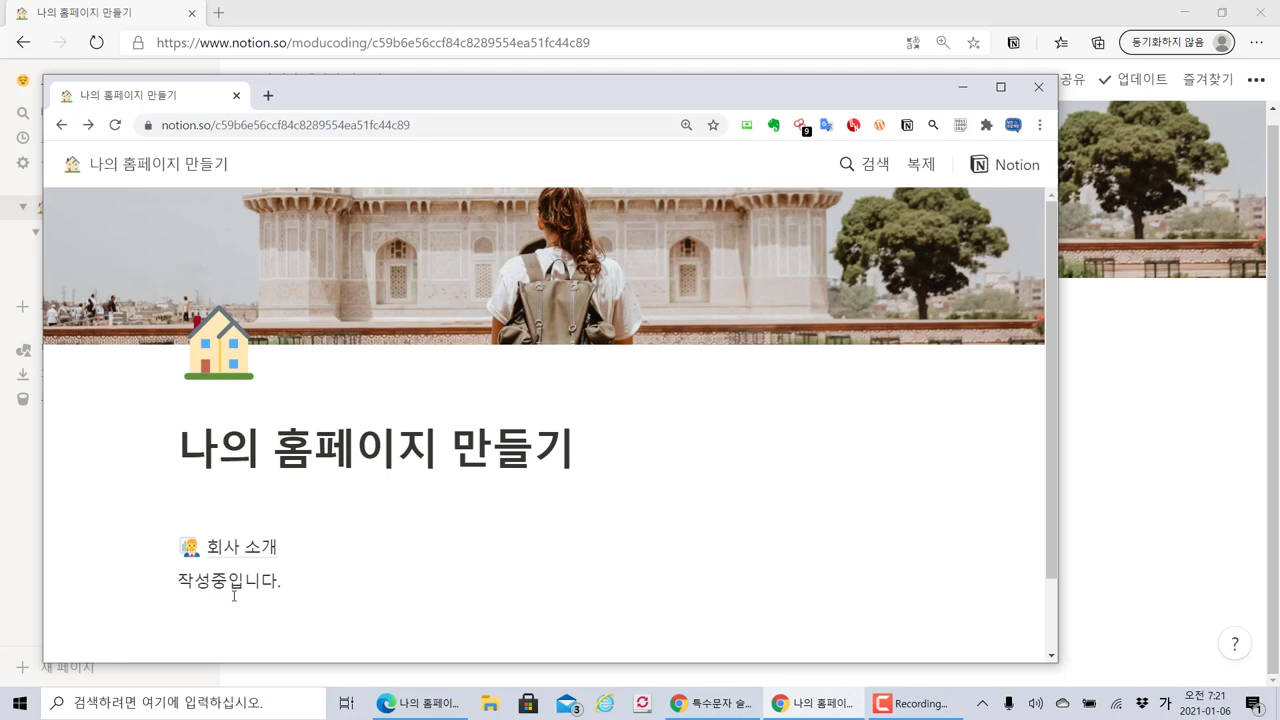 나의 홈페이지 만들기
https://www.notion.so/moducoding/c59b6e56ccf84c8289554ea51fc44c89
동기화하지 않음
공유 업데이트 즐겨찾기
나의 홈페이지 만들기
notion.so/c59b6e56ccf84c8289554ea51fc44c89
9
나의 홈페이지 만들기
검색 복제 Notion
나의 홈페이지 만들기
회사 소개
작성중입니다.
?
새 페이지
검색하려면 여기에 입력하십시오.
3
나의 홈페이...
특수문자 슬...
나의 홈페이...
Recording...
가
오전 7:21
2021-01-06
1